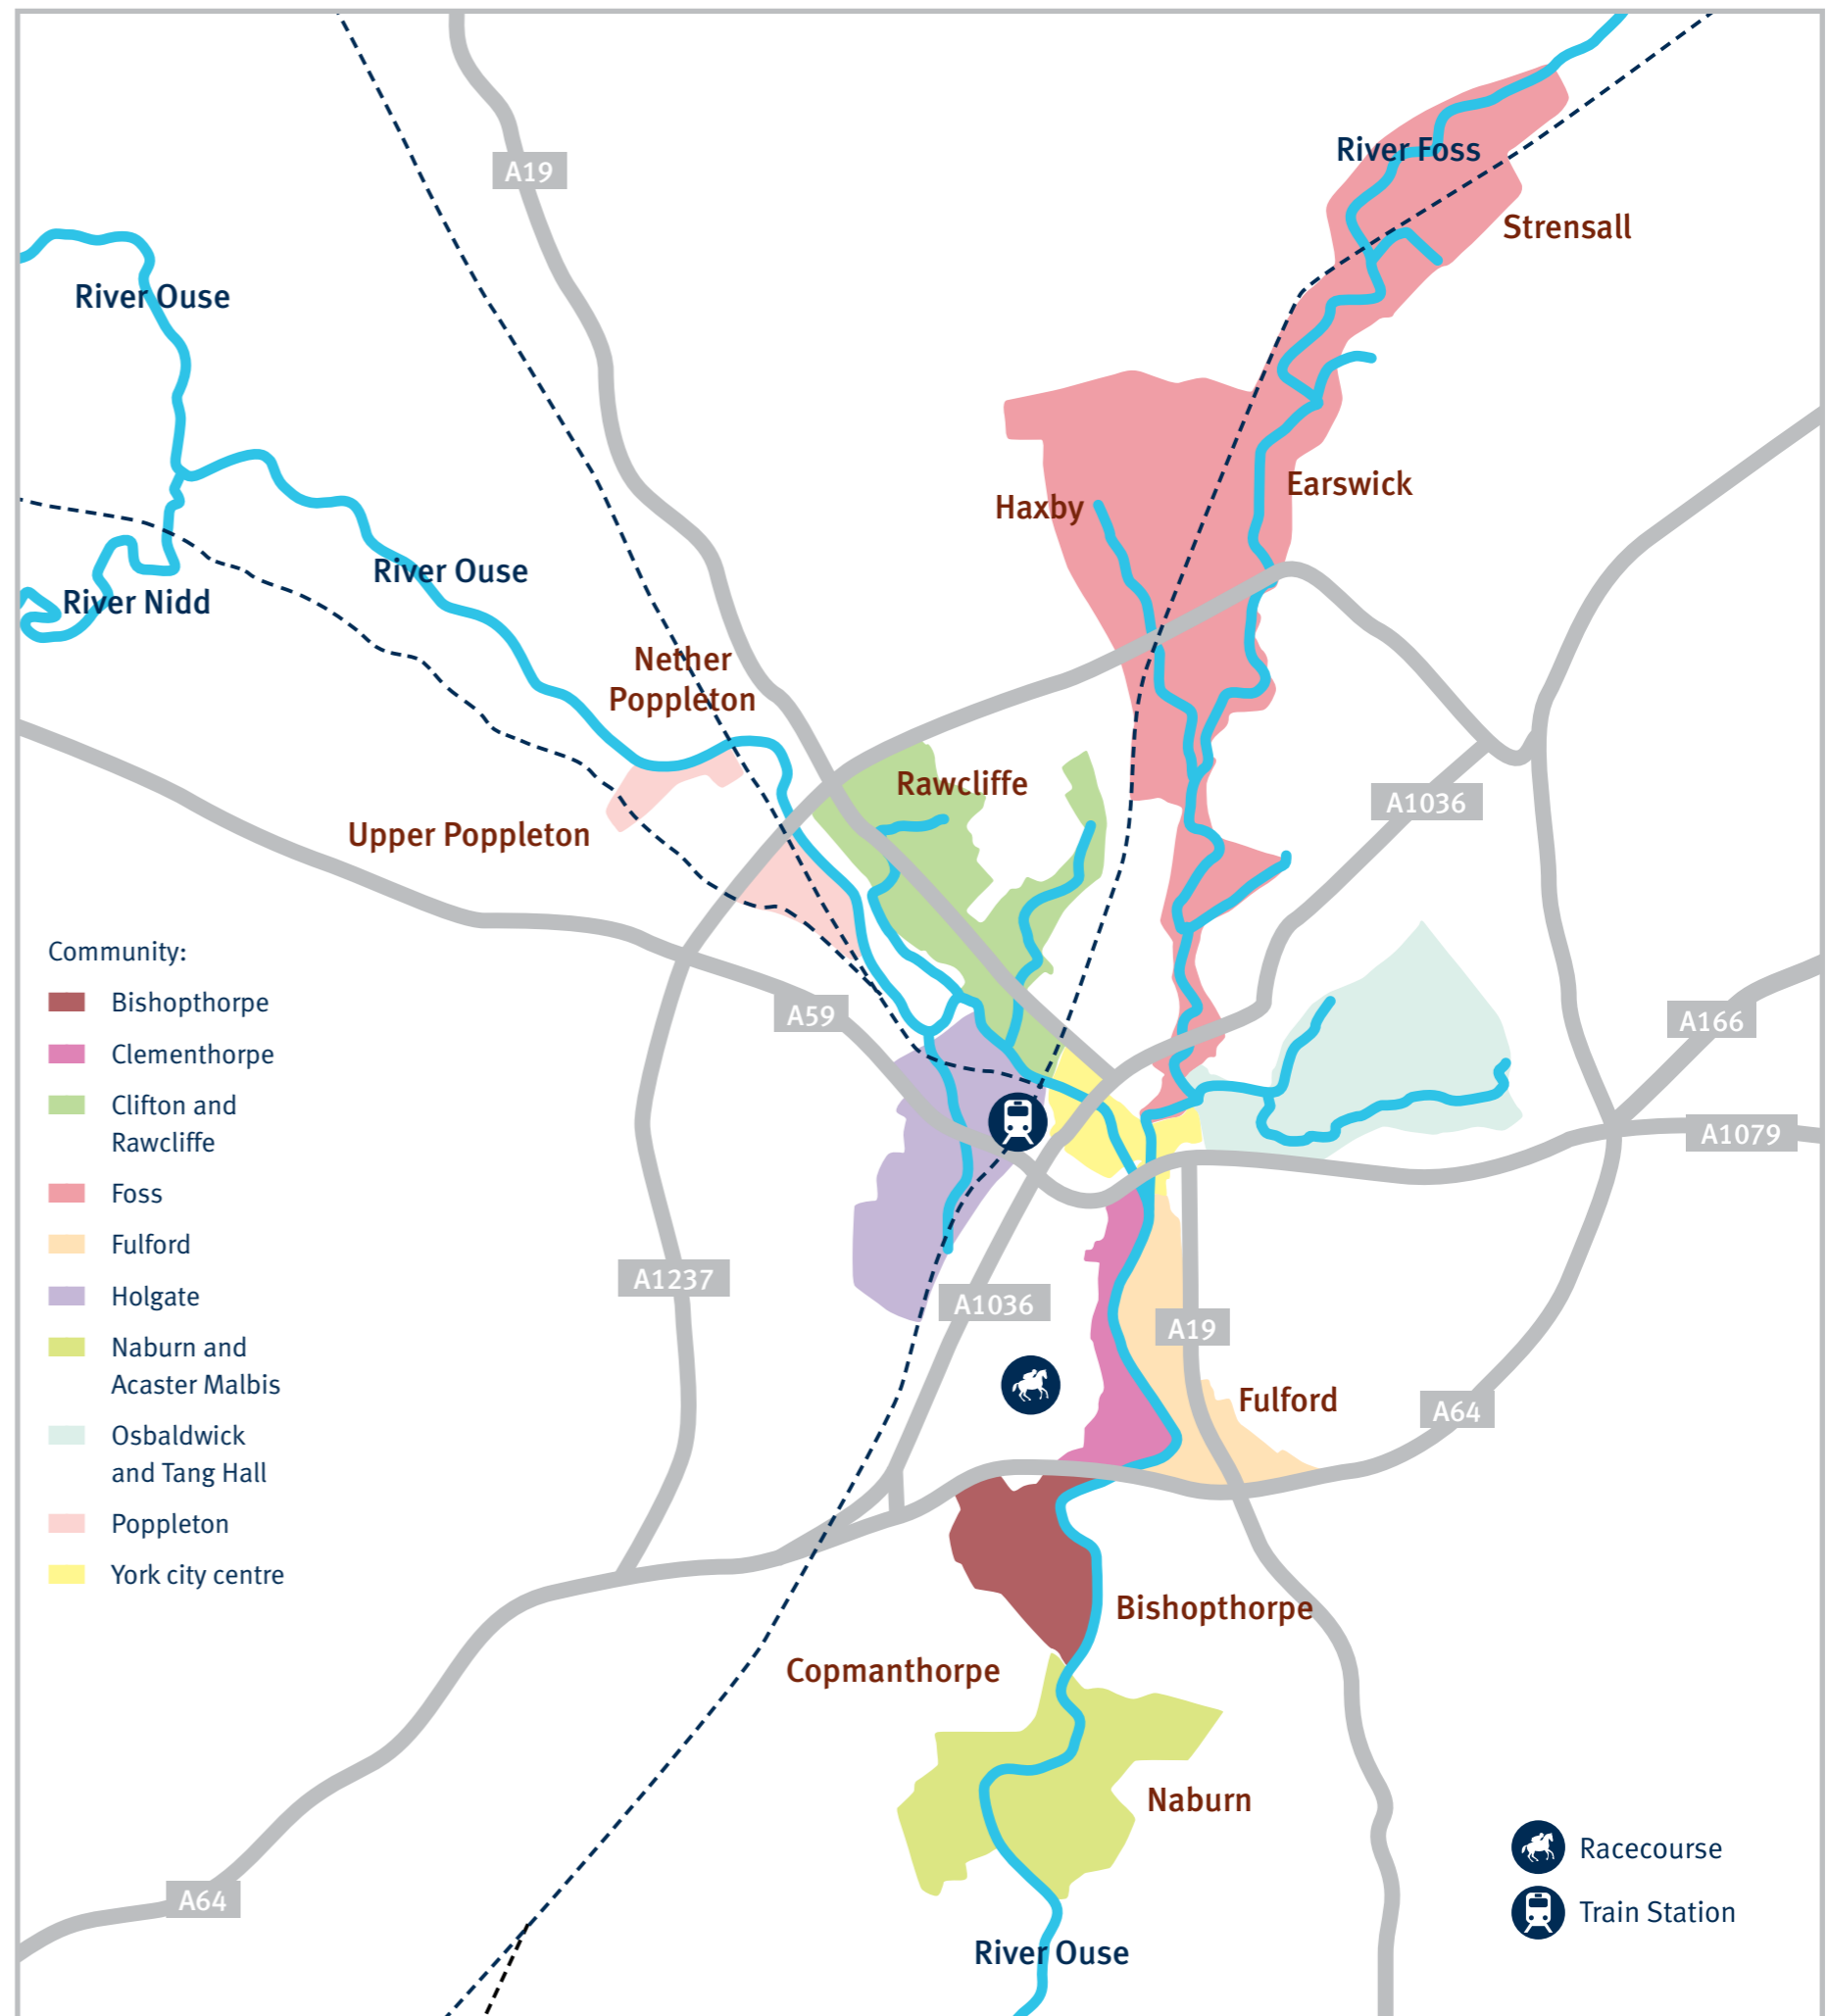 A19
River Foss
Strensall
River Ouse
Earswick
Haxby
River Ouse
River Nidd
Nether
Poppleton
Rawcliffe
A1036
Upper Poppleton
Community:
Bishopthorpe
Clementhorpe
Clifton and
Rawcliffe
Foss
Fulford
Holgate
Naburn and
Acaster Malbis
Osbaldwick
and Tang Hall
Poppleton
York city centre
A59
A166
A1079
A1237
A1036
A19
Fulford
A64
Bishopthorpe
Copmanthorpe
Naburn
Racecourse
Train Station
A64
River Ouse